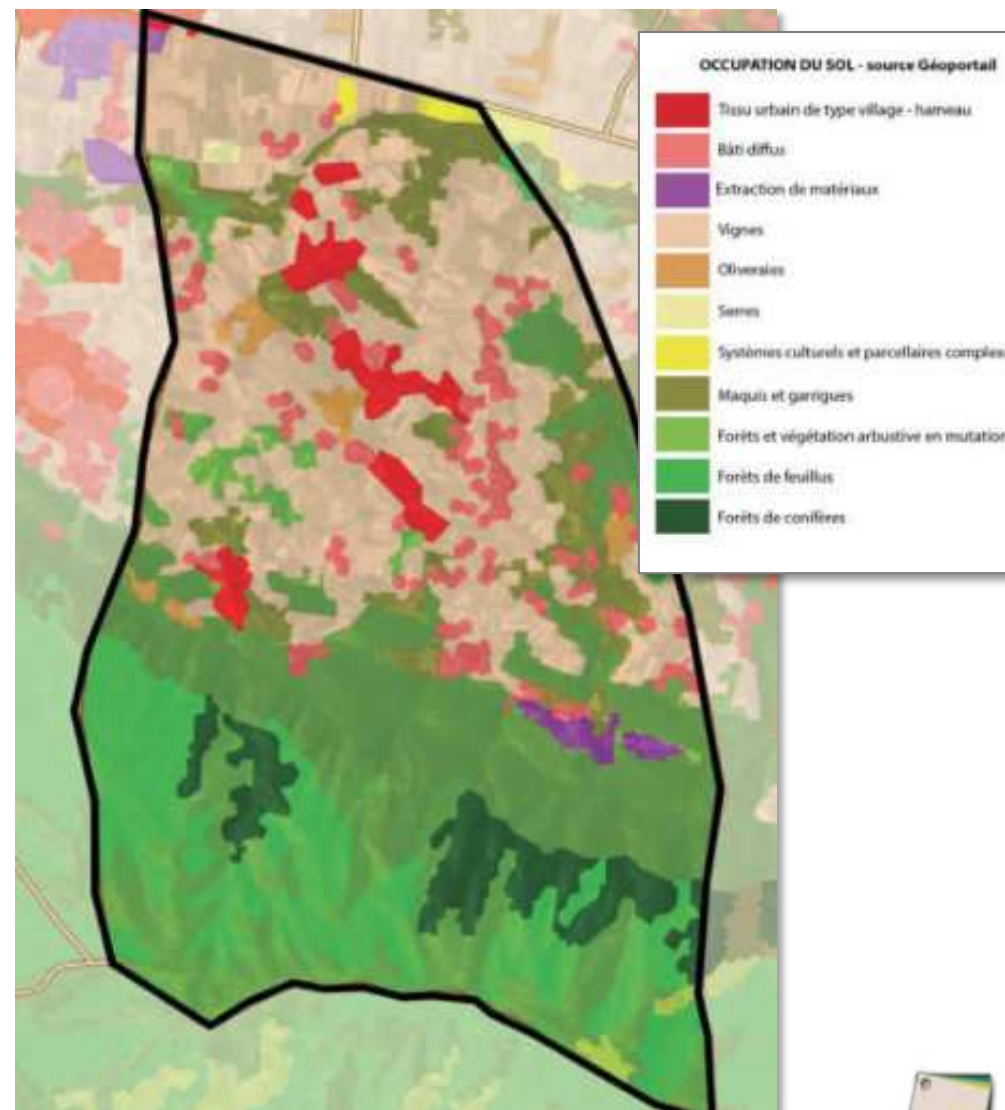 OCCUPATION DU SOL - source Géoportail
Tissu urbain de type village - hameau
Bâti diffus
Extraction de matériaux
Vignes
Oliveraies
Serres
Systèmes culturels et parcellaires complexe
Maquis et garrigues
Forêts et végétation arbustive en mutation
Forêts de feuillus
Forêts de conifères